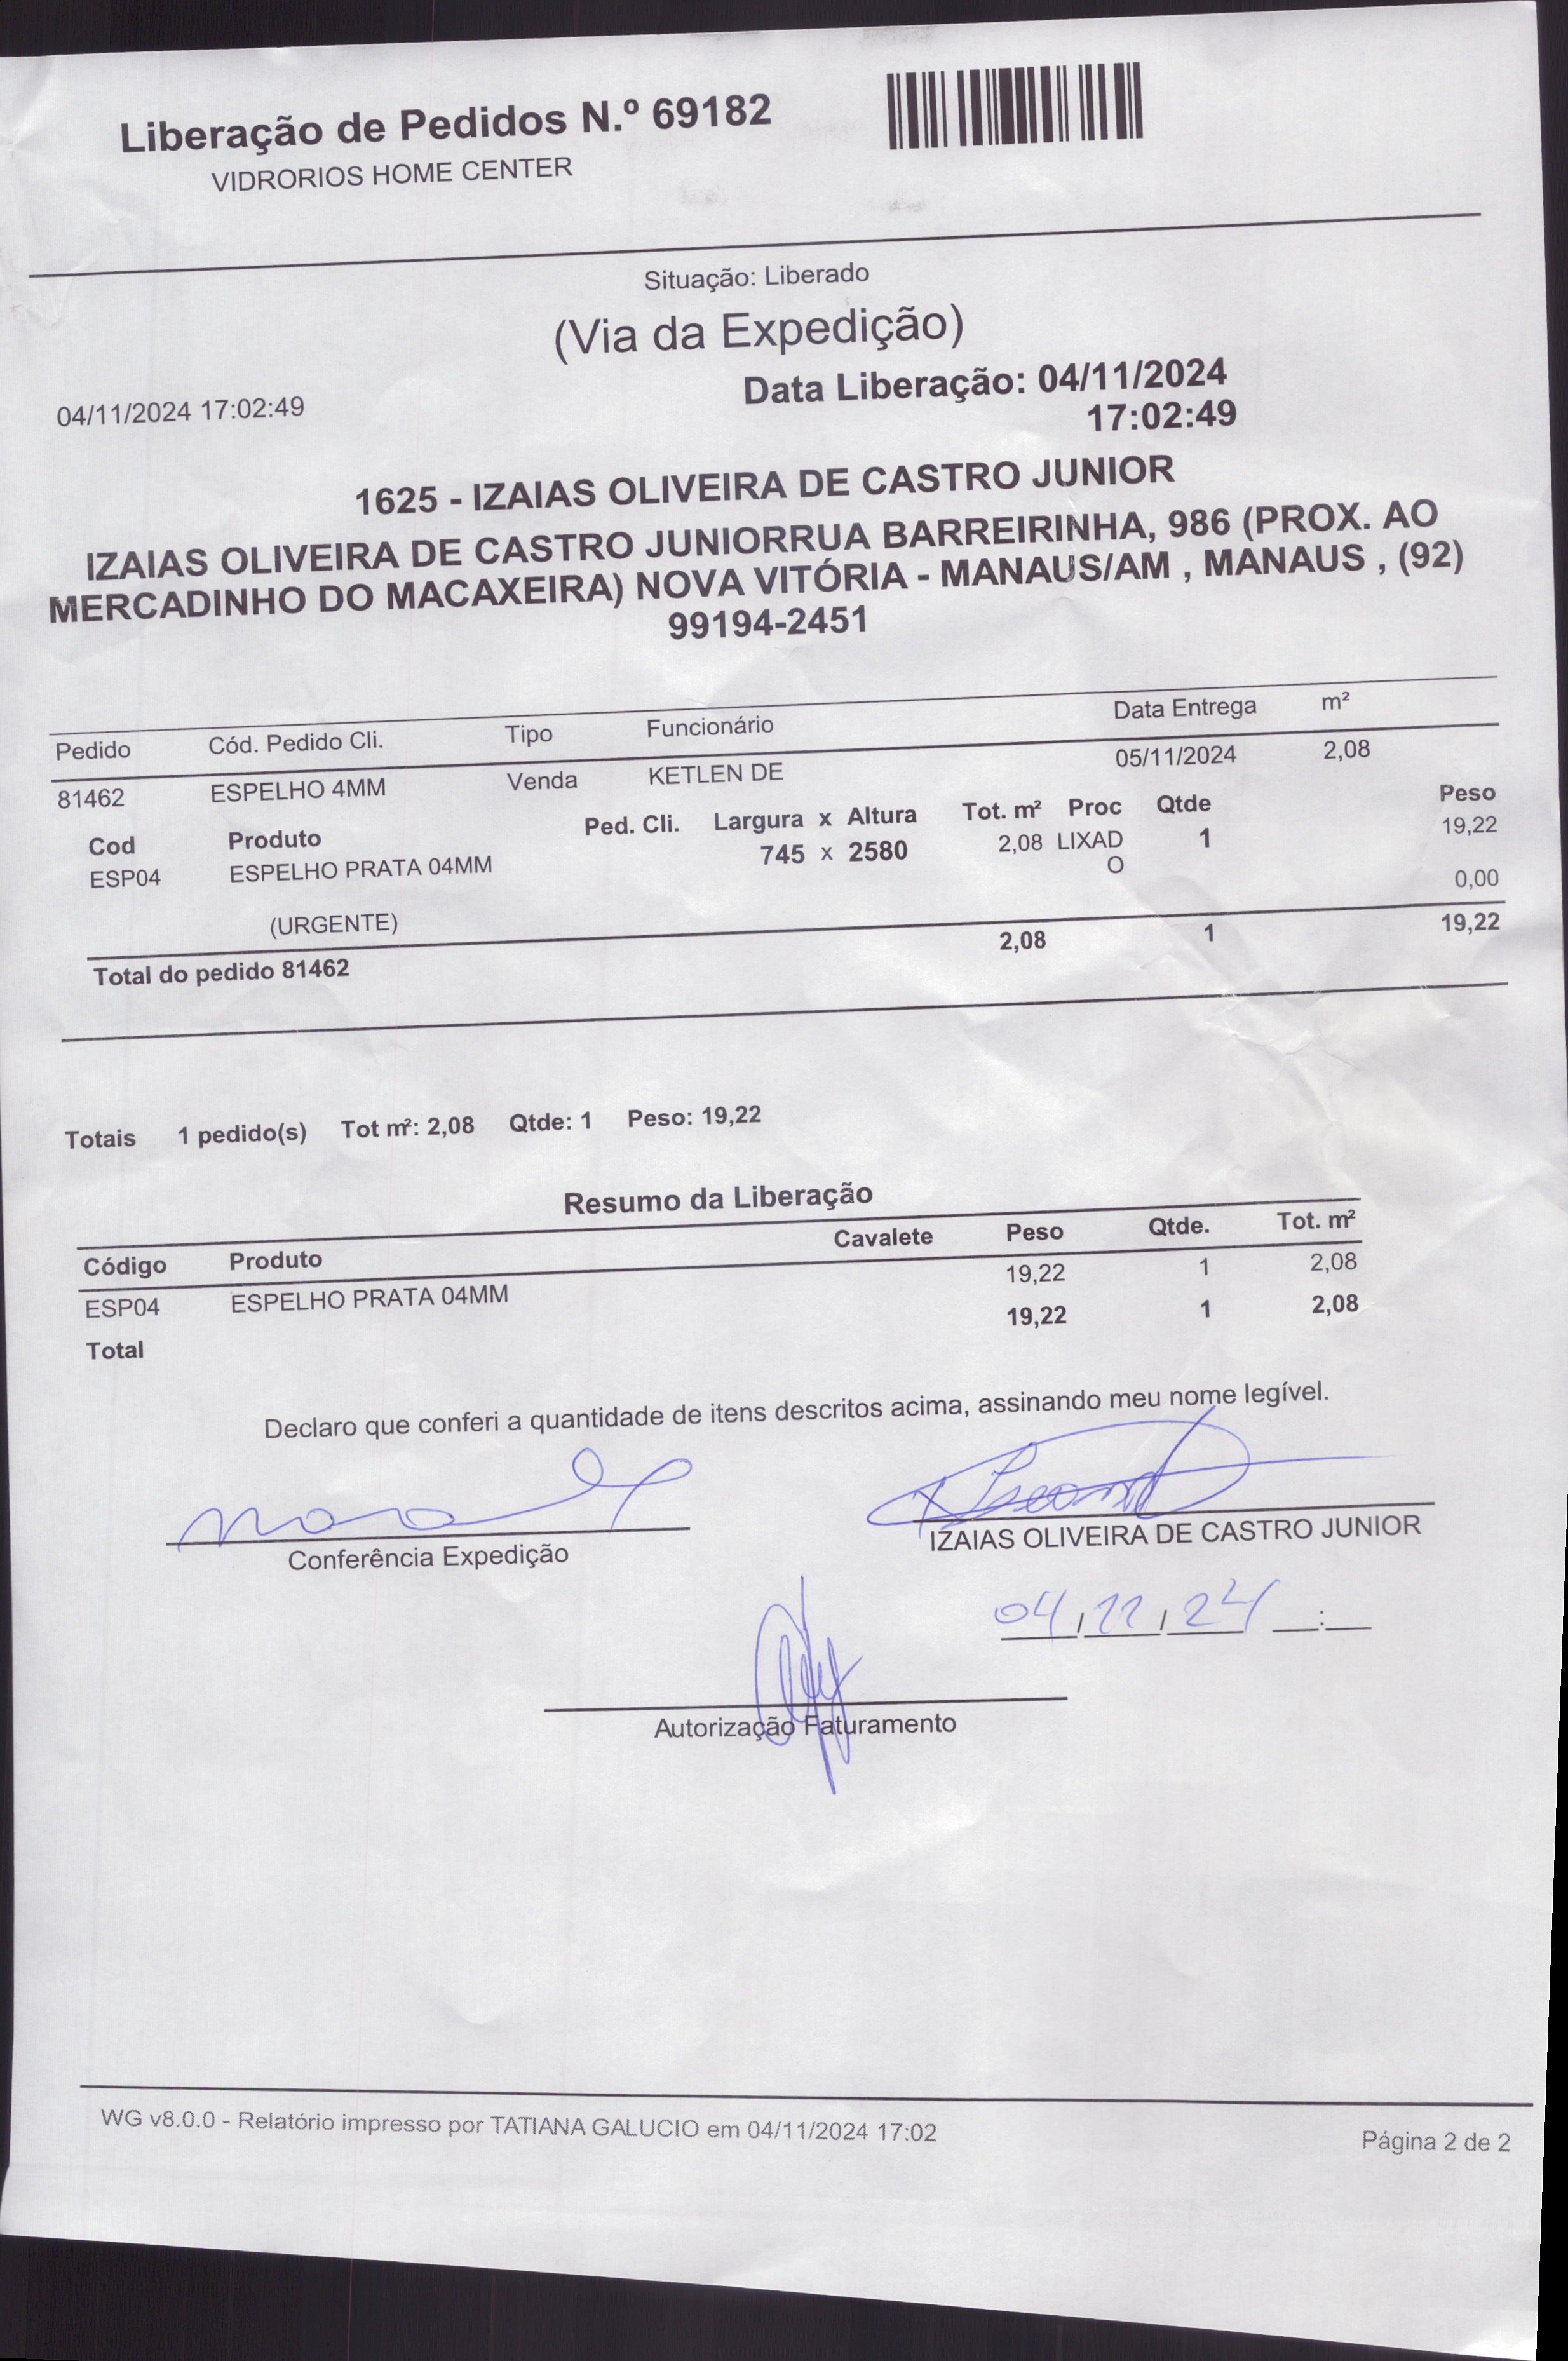 Liberação de Pedidos N.º 69182
VIDRORIOS HOME CENTER
Situação: Liberado
(Via da Expedição)
04/11/2024 17:02:49
Data Liberação: 04/11/2024
17:02:49
1625 - IZAIAS OLIVEIRA DE CASTRO JUNIOR
IZAIAS OLIVEIRA DE CASTRO JUNIORRUA BARREIRINHA, 986 (PROX. AO
MERCADINHO DO MACAXEIRA) NOVA VITÓRIA - MANAUS/AM , MANAUS , (92)
99194-2451
Pedido Cód. Pedido Cli. Tipo Funcionário Data Entrega m²
81462 ESPELHO 4MM Venda KETLEN DE 05/11/2024 2,08
Cod Produto Ped. Cli. Largura x Altura Tot. m² Proc Qtde Peso
ESP04 ESPELHO PRATA 04MM 745 x 2580 2,08 LIXAD 1 19,22
O
(URGENTE) 0,00
Total do pedido 81462 2,08 1 19,22
Totais 1 pedido(s) Tot m²: 2,08 Qtde: 1 Peso: 19,22
Resumo da Liberação
Código Produto Cavalete Peso Qtde. Tot. m²
ESP04 ESPELHO PRATA 04MM 19,22 1 2,08
Total 19,22 1 2,08
Declaro que conferi a quantidade de itens descritos acima, assinando meu nome legível.
Conferência Expedição
IZAIAS OLIVEIRA DE CASTRO JUNIOR
04/11/24 __:__
Autorização Faturamento
WG v8.0.0 - Relatório impresso por TATIANA GALUCIO em 04/11/2024 17:02
Página 2 de 2